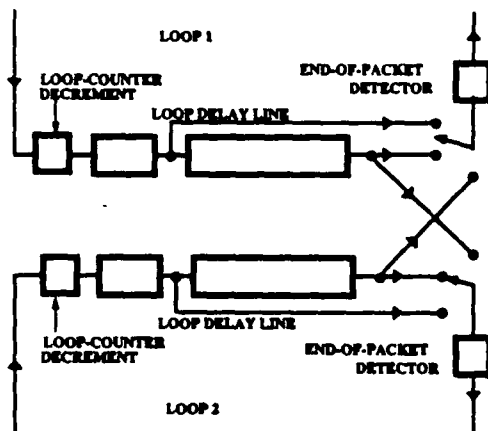 LOOP 1
LOOP-COUNTER
DECREMENT
END-OF-PACKET
DETECTOR
LOOP DELAY LINE
LOOP DELAY LINE
LOOP-COUNTER
DECREMENT
END-OF-PACKET
DETECTOR
LOOP 2